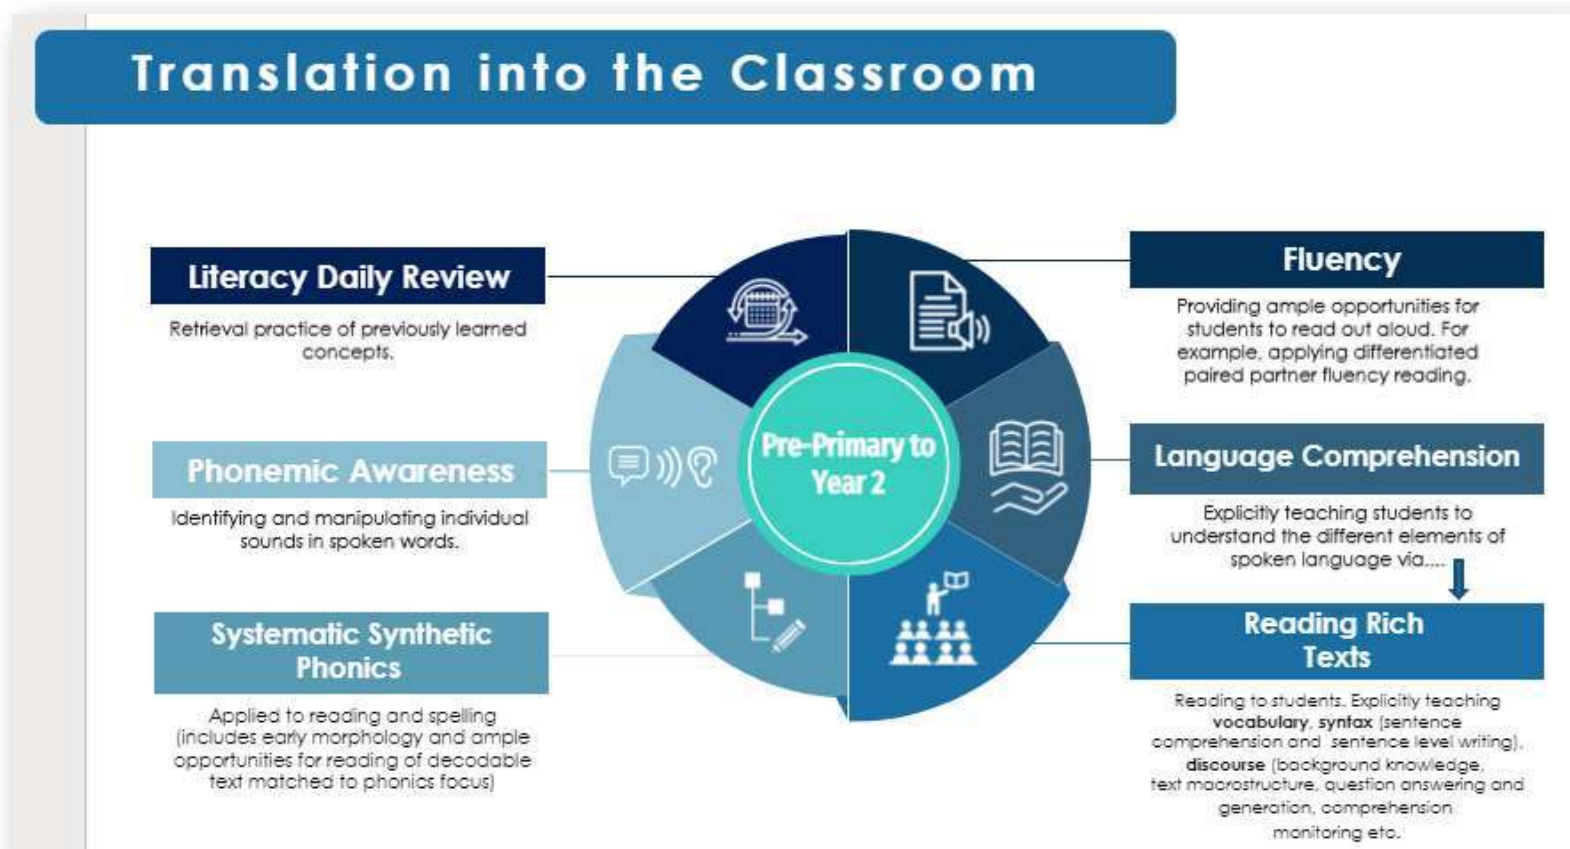 Translation into the Classroom
Literacy Daily Review
Retrieval practice of previously learned
concepts.
Phonemic Awareness
Identifying and manipulating individual
sounds in spoken words.
Systematic Synthetic
Phonics
Applied to reading and spelling
(includes early morphology and ample
opportunities for reading of decodable
text matched to phonics focus)
Pre-Primary to
Year 2
Fluency
Providing ample opportunities for
students to read out aloud. For
example, applying differentiated
paired partner fluency reading.
Language Comprehension
Explicitly teaching students to
understand the different elements of
spoken language via....
Reading Rich
Texts
Reading to students. Explicitly teaching
vocabulary, syntax (sentence
comprehension and sentence level writing),
discourse (background knowledge,
text macrostructure, question answering and
generation, comprehension
monitoring etc.